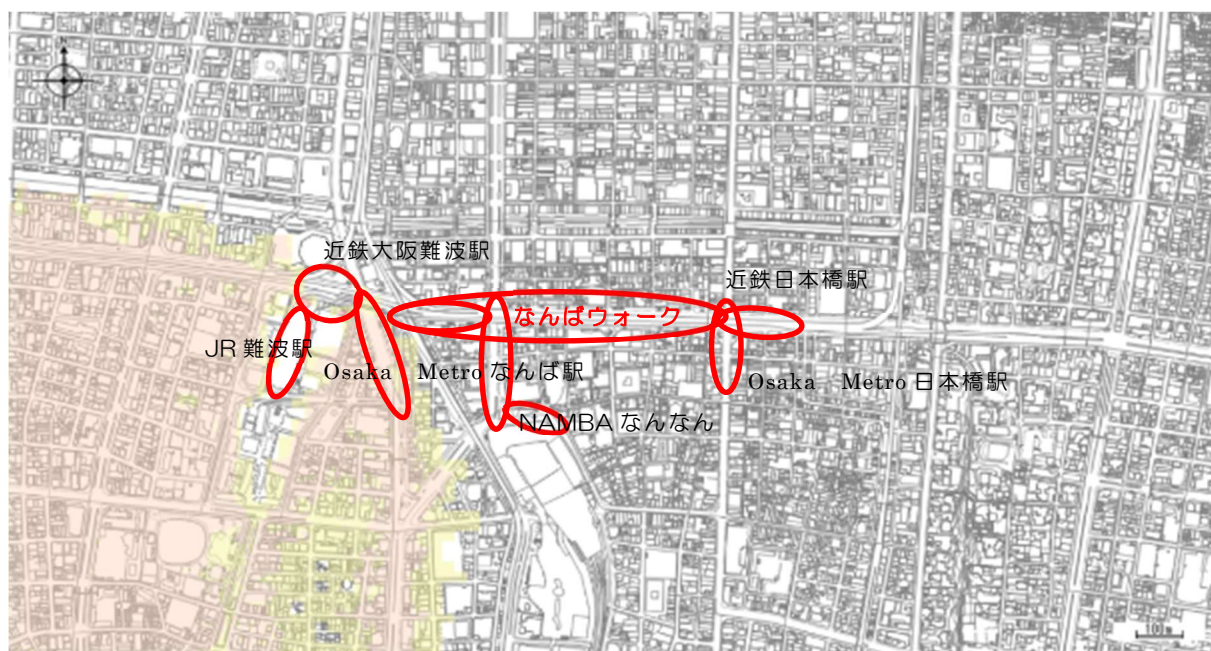 N
近鉄大阪難波駅
近鉄日本橋駅
なんばウォーク
JR 難波駅
Osaka Metro なんば駅
Osaka Metro 日本橋駅
NAMBA なんなん
100m